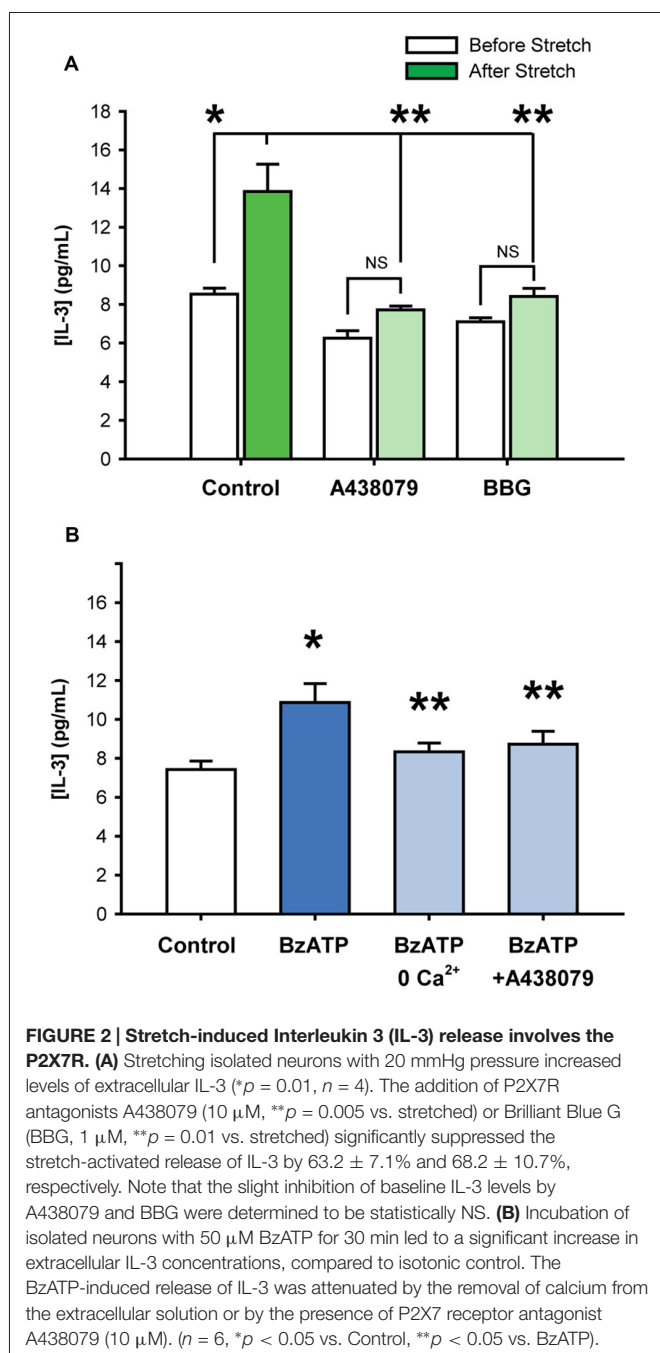 Before Stretch
After Stretch
A
18
16
14
12
10
8
6
4
2
0
[IL-3] (pg/mL)
*
**
**
NS
NS
Control
A438079
BBG
B
16
14
12
10
8
6
4
2
0
[IL-3] (pg/mL)
*
**
**
Control
BzATP
BzATP
0 Ca²⁺
BzATP
+A438079
FIGURE 2 | Stretch-induced Interleukin 3 (IL-3) release involves the
P2X7R. (A) Stretching isolated neurons with 20 mmHg pressure increased
levels of extracellular IL-3 (*p = 0.01, n = 4). The addition of P2X7R
antagonists A438079 (10 μM, **p = 0.005 vs. stretched) or Brilliant Blue G
(BBG, 1 μM, **p = 0.01 vs. stretched) significantly suppressed the
stretch-activated release of IL-3 by 63.2 ± 7.1% and 68.2 ± 10.7%,
respectively. Note that the slight inhibition of baseline IL-3 levels by
A438079 and BBG were determined to be statistically NS. (B) Incubation of
isolated neurons with 50 μM BzATP for 30 min led to a significant increase in
extracellular IL-3 concentrations, compared to isotonic control. The
BzATP-induced release of IL-3 was attenuated by the removal of calcium from
the extracellular solution or by the presence of P2X7 receptor antagonist
A438079 (10 μM). (n = 6, *p < 0.05 vs. Control, **p < 0.05 vs. BzATP).